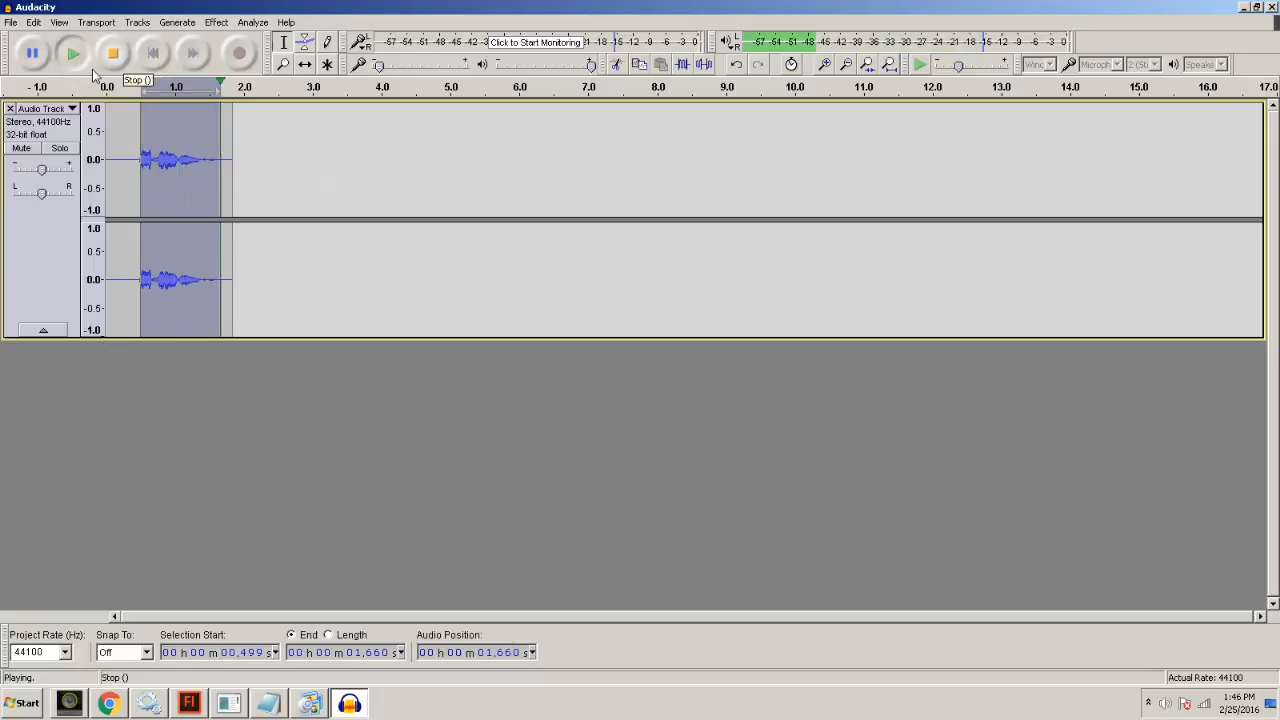 Audacity
File Edit View Transport Tracks Generate Effect Analyze Help
L R -57 -54 -51 -48 -45 -42 -3 Click to Start Monitoring 1 -18 -15 -12 -9 -6 -3 0
L R -57 -54 -51 -48 -45 -42 -39 -36 -33 -30 -27 -24 -21 -18 -15 -12 -9 -6 -3 0
Stop ()
Winc Microph 2 (St Speake
- 1.0 0.0 1.0 2.0 3.0 4.0 5.0 6.0 7.0 8.0 9.0 10.0 11.0 12.0 13.0 14.0 15.0 16.0 17.0
Audio Track
Stereo, 44100Hz
32-bit float
Mute Solo
- +
L R
1.0
0.5-
0.0-
-0.5-
-1.0
1.0
0.5-
0.0-
-0.5-
-1.0
Project Rate (Hz): Snap To: Selection Start: End Length Audio Position:
44100 Off 00 h 00 m 00,499 s 00 h 00 m 01,660 s 00 h 00 m 01,660 s
Playing. Stop () Actual Rate: 44100
Start Fl 1:46 PM
2/25/2016